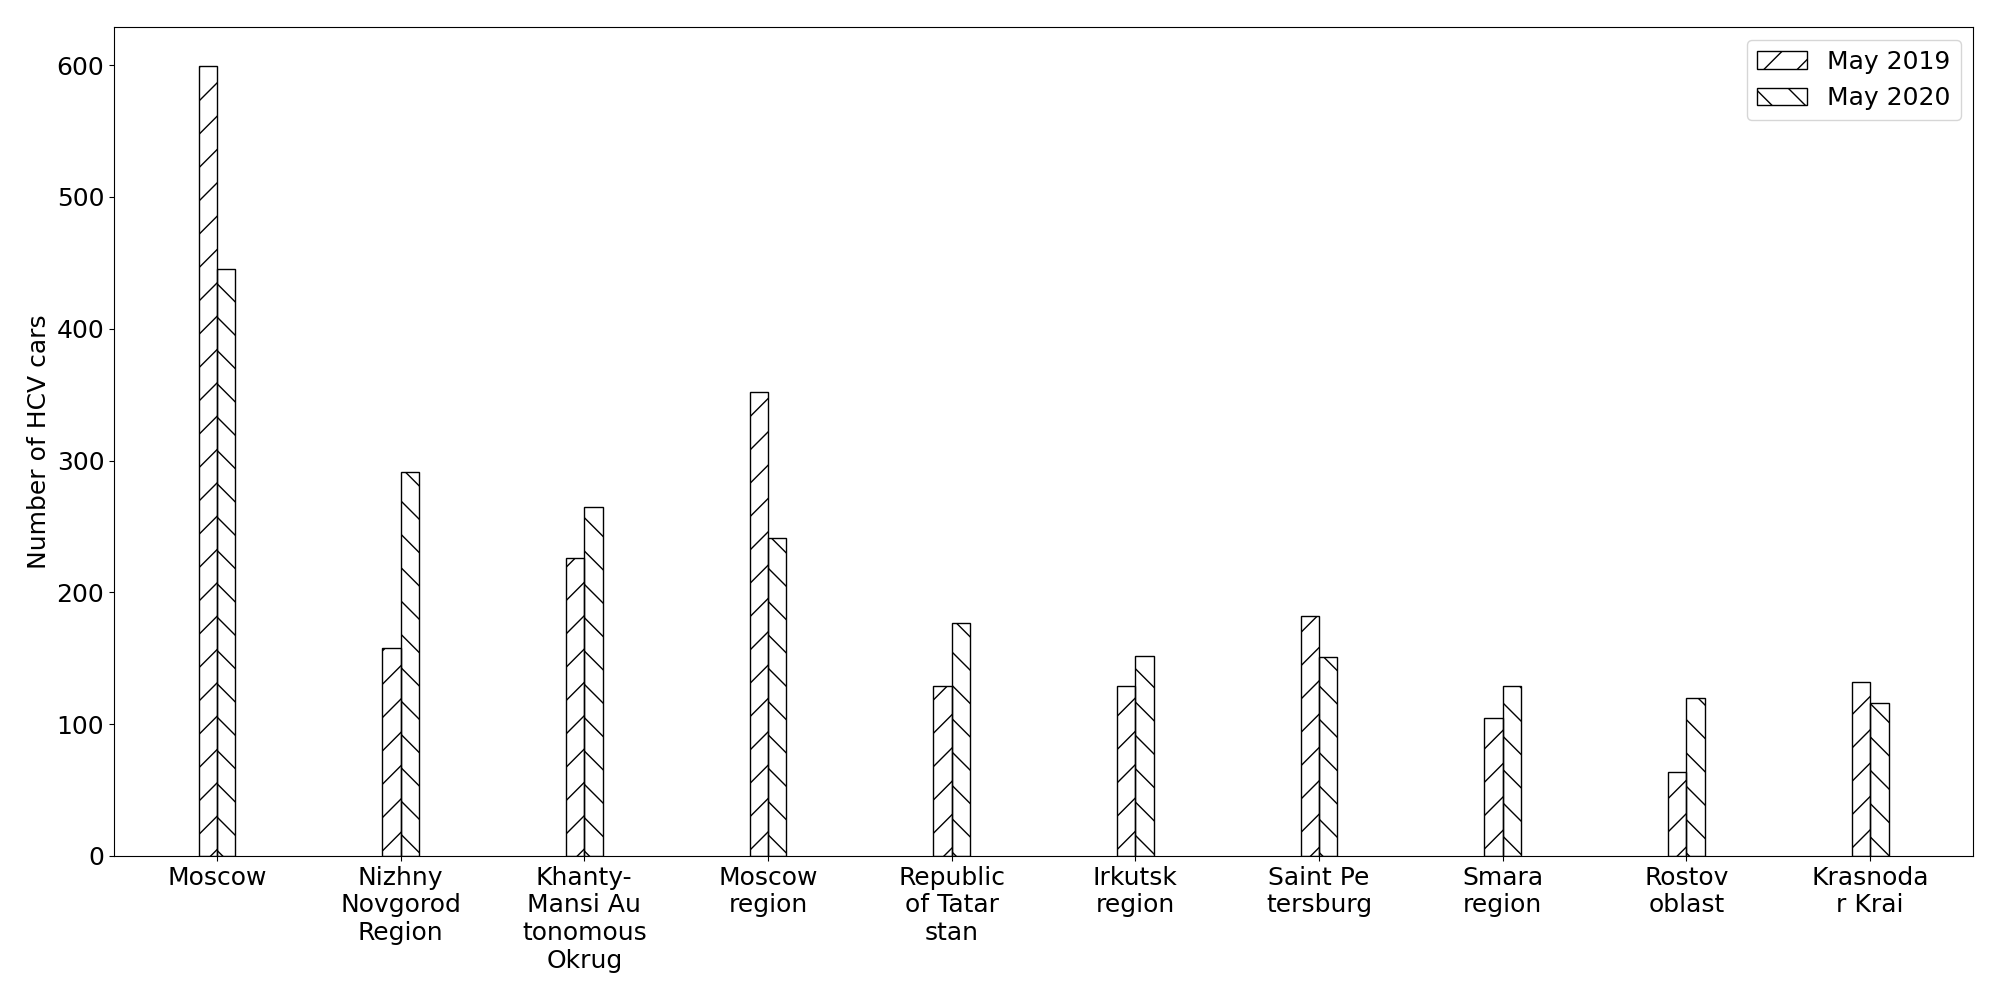 600
500
400
300
200
100
0
Number of HCV cars
May 2019
May 2020
Moscow
Nizhny
Novgorod
Region
Khanty-
Mansi Au
tonomous
Okrug
Moscow
region
Republic
of Tatar
stan
Irkutsk
region
Saint Pe
tersburg
Smara
region
Rostov
oblast
Krasnoda
r Krai